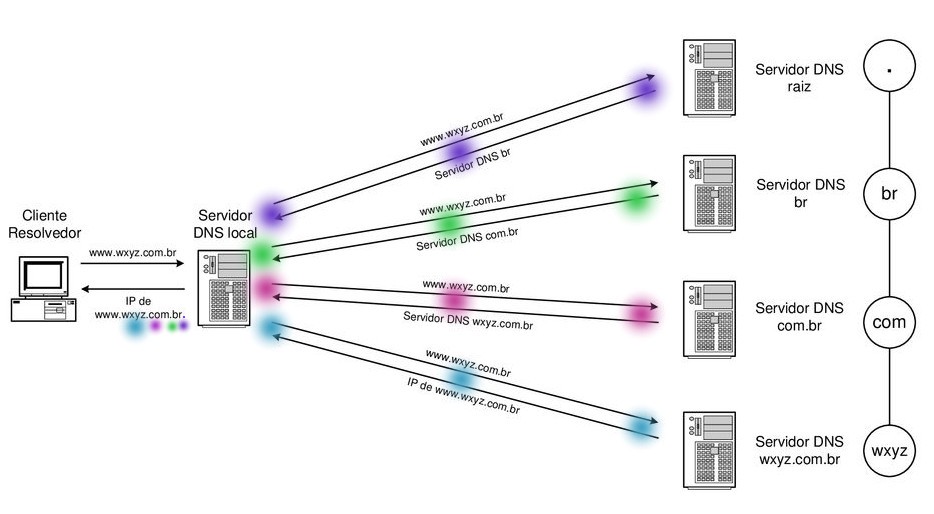 Cliente
Resolvedor
www.wxyz.com.br
IP de
www.wxyz.com.br.
Servidor
DNS local
www.wxyz.com.br
Servidor DNS br
www.wxyz.com.br
Servidor DNS com.br
www.wxyz.com.br
Servidor DNS wxyz.com.br
www.wxyz.com.br
IP de www.wxyz.com.br
Servidor DNS
raiz
.
Servidor DNS
br
br
Servidor DNS
com.br
com
Servidor DNS
wxyz.com.br
wxyz